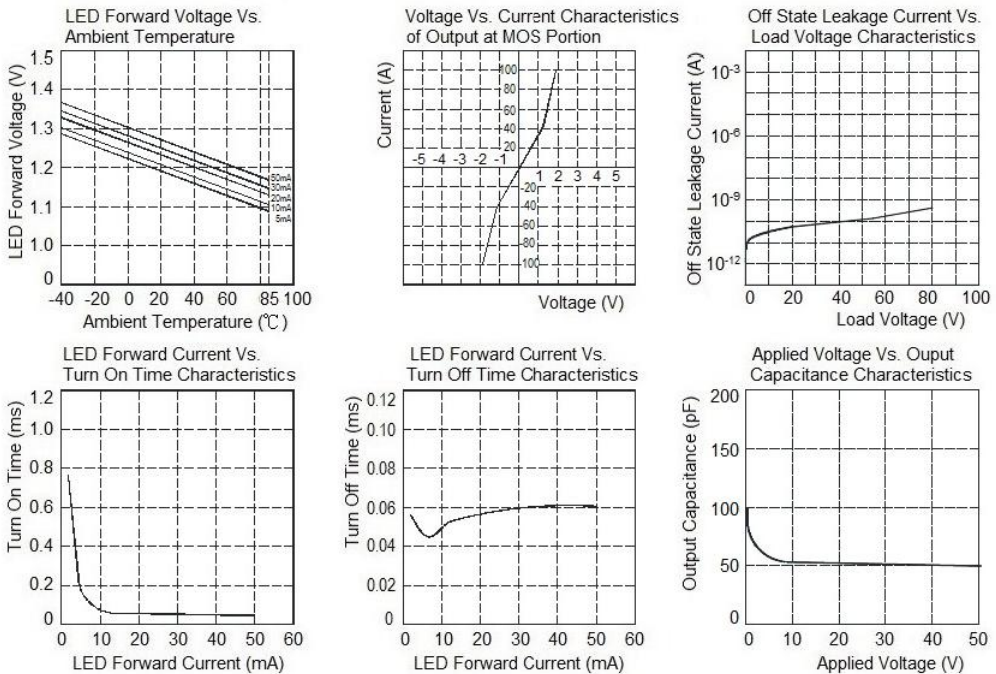 LED Forward Voltage Vs.
Ambient Temperature
LED Forward Voltage (V)
1.5
1.4
1.3
1.2
1.1
1.0
0
50mA
30mA
20mA
10mA
5mA
-40 -20 0 20 40 60 85 100
Ambient Temperature (℃)
Voltage Vs. Current Characteristics
of Output at MOS Portion
Current (A)
100
80
60
40
20
-5 -4 -3 -2 -1
1 2 3 4 5
-20
-40
-60
-80
-100
Voltage (V)
Off State Leakage Current Vs.
Load Voltage Characteristics
Off State Leakage Current (A)
10-3
10-6
10-9
10-12
0 20 40 60 80 100
Load Voltage (V)
LED Forward Current Vs.
Turn On Time Characteristics
Turn On Time (ms)
1.2
1.0
0.8
0.6
0.4
0.2
0
0 10 20 30 40 50 60
LED Forward Current (mA)
LED Forward Current Vs.
Turn Off Time Characteristics
Turn Off Time (ms)
0.12
0.10
0.08
0.06
0.04
0.02
0
0 10 20 30 40 50 60
LED Forward Current (mA)
Applied Voltage Vs. Ouput
Capacitance Characteristics
Output Capacitance (pF)
200
150
100
50
0
0 10 20 30 40 50
Applied Voltage (V)